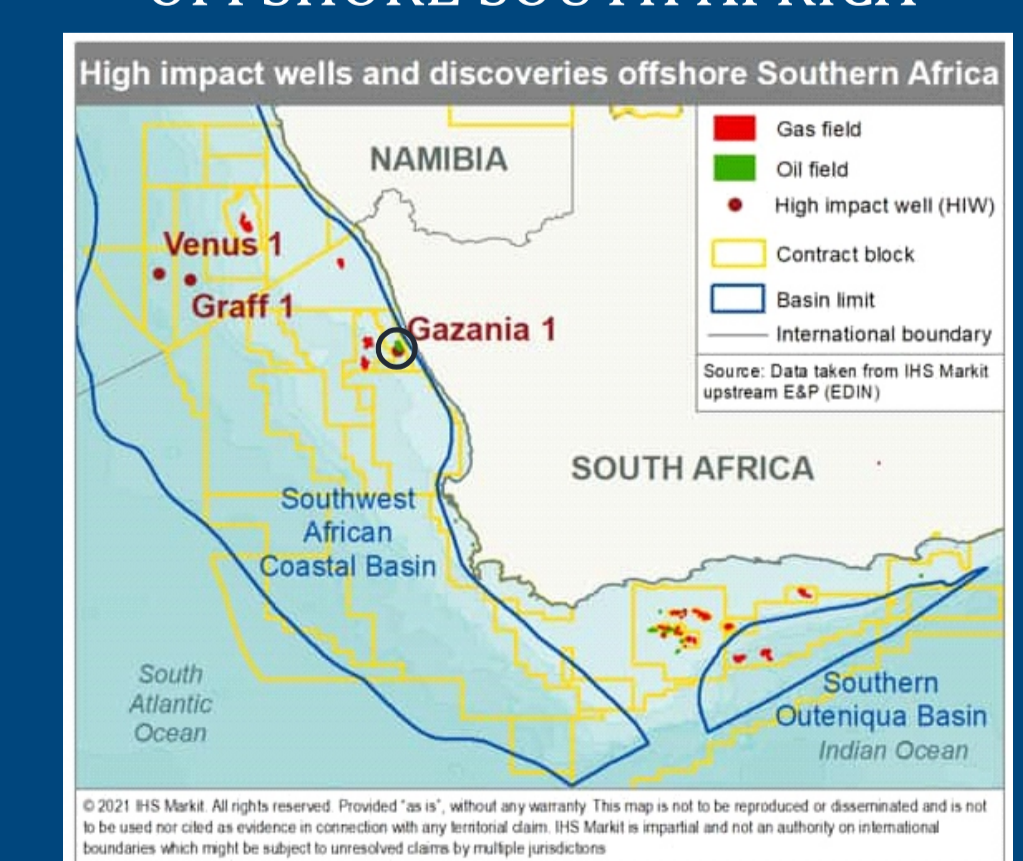 OFFSHORE SOUTH AFRICA
High impact wells and discoveries offshore Southern Africa
NAMIBIA
Gas field
Oil field
High impact well (HIW)
Contract block
Basin limit
International boundary
Source: Data taken from IHS Markit
upstream E&P (EDIN)
Venus 1
Graff 1
Gazania 1
SOUTH AFRICA
Southwest
African
Coastal Basin
South
Atlantic
Ocean
Southern
Outeniqua Basin
Indian Ocean
© 2021 IHS Markit. All rights reserved. Provided "as is", without any warranty This map is not to be reproduced or disseminated and is not
to be used nor cited as evidence in connection with any territorial claim. IHS Markit is impartial and not an authority on international
boundaries which might be subject to unresolved claims by multiple jurisdictions